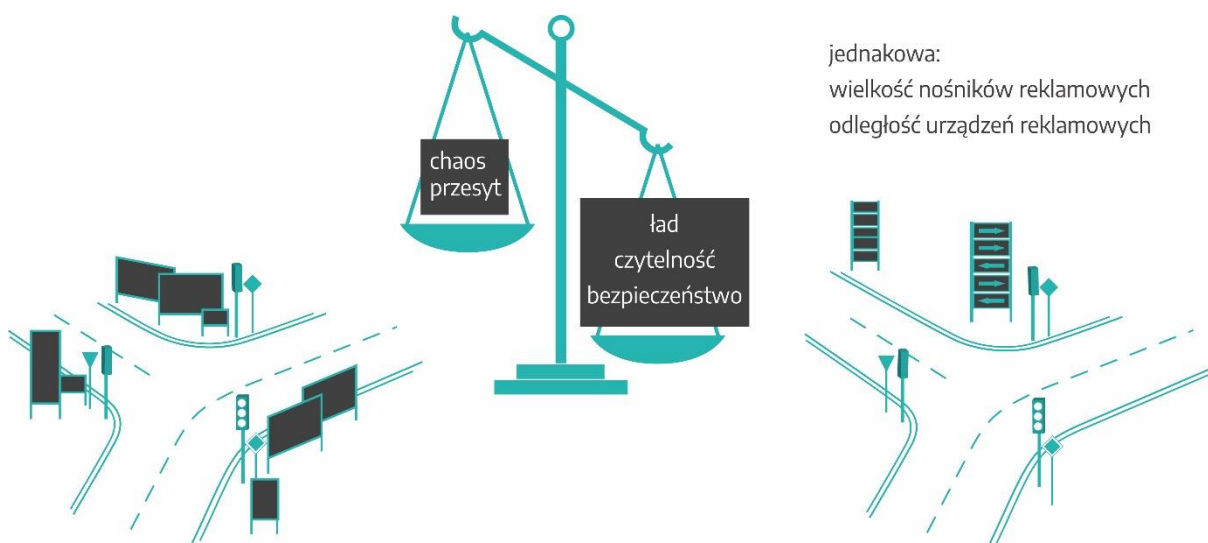 chaos
przesyt
ład
czytelność
bezpieczeństwo
jednakowa:
wielkość nośników reklamowych
odległość urządzeń reklamowych